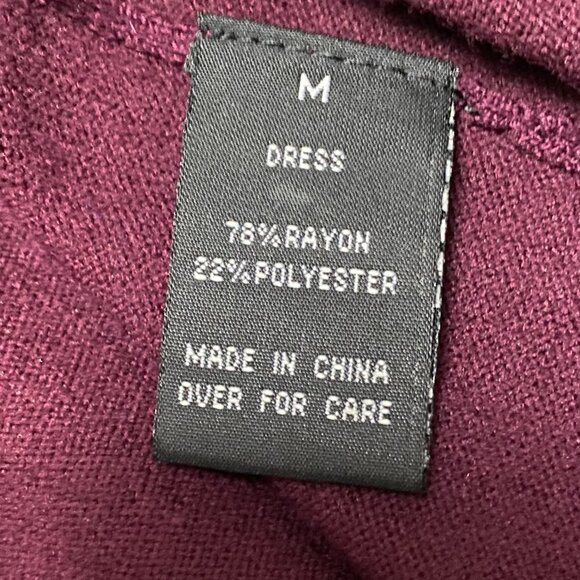 M
DRESS
78%RAYON
22%POLYESTER
MADE IN CHINA
OVER FOR CARE